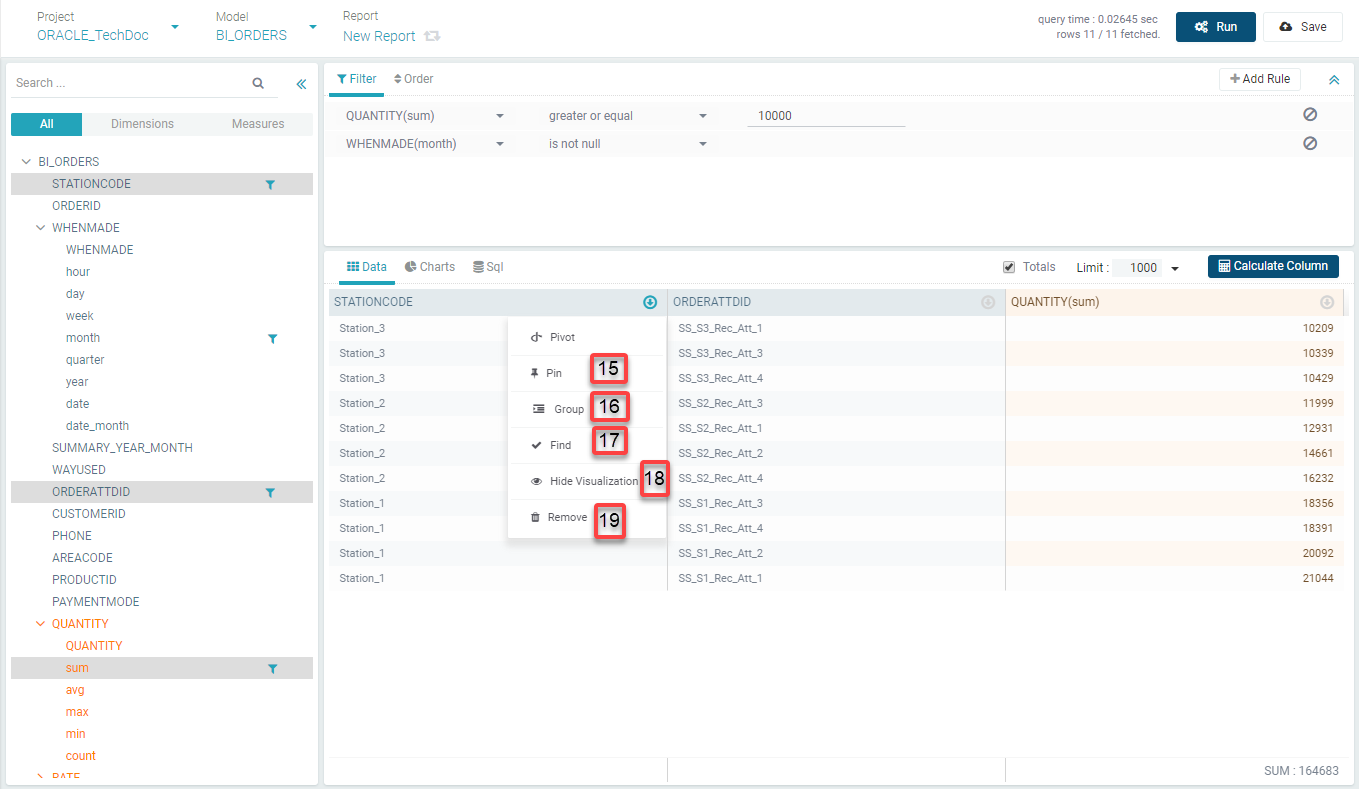 Project
ORACLE_TechDoc
Model
BI_ORDERS
Report
New Report
query time : 0.02645 sec
rows 11 / 11 fetched.
Run
Save
Search ...
All
Dimensions
Measures
BI_ORDERS
STATIONCODE
ORDERID
WHENMADE
WHENMADE
hour
day
week
month
quarter
year
date
date_month
SUMMARY_YEAR_MONTH
WAYUSED
ORDERATTDID
CUSTOMERID
PHONE
AREACODE
PRODUCTID
PAYMENTMODE
QUANTITY
QUANTITY
sum
avg
max
min
count
RATE
Filter
Order
Add Rule
QUANTITY(sum) greater or equal 10000
WHENMADE(month) is not null
Data
Charts
Sql
Totals
Limit : 1000
Calculate Column
STATIONCODE ORDERATTDID QUANTITY(sum)
Station_3 SS_S3_Rec_Att_1 10209
Station_3 SS_S3_Rec_Att_3 10339
Station_3 SS_S3_Rec_Att_4 10429
Station_2 SS_S2_Rec_Att_3 11999
Station_2 SS_S2_Rec_Att_1 12931
Station_2 SS_S2_Rec_Att_2 14661
Station_2 SS_S2_Rec_Att_4 16232
Station_1 SS_S1_Rec_Att_3 18356
Station_1 SS_S1_Rec_Att_4 18391
Station_1 SS_S1_Rec_Att_2 20092
Station_1 SS_S1_Rec_Att_1 21044
Pivot
Pin 15
Group 16
Find 17
Hide Visualization 18
Remove 19
SUM : 164683